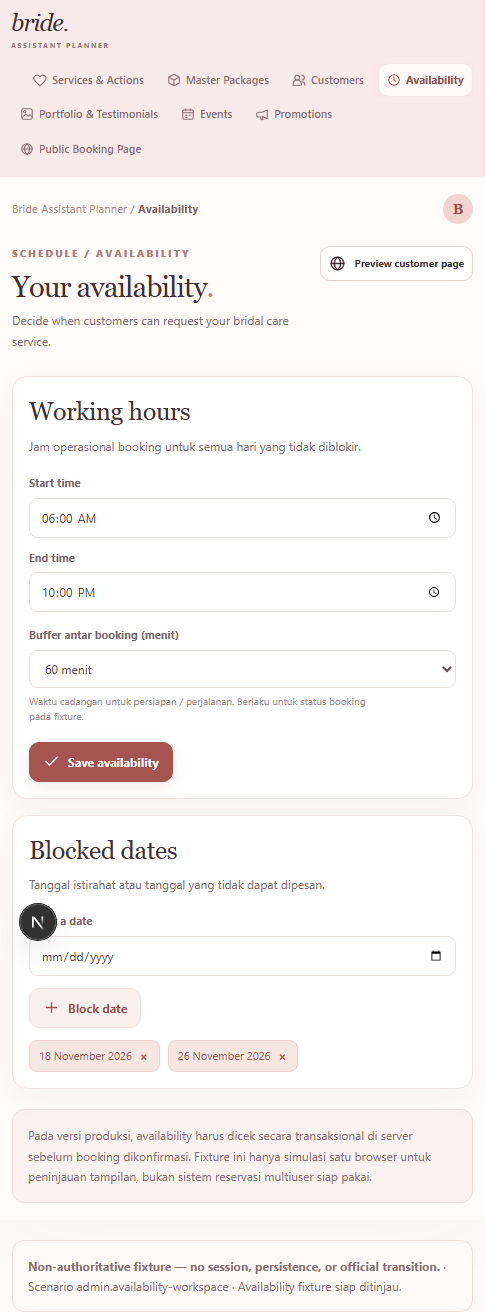 bride.
ASSISTANT PLANNER
Services & Actions
Master Packages
Customers
Availability
Portfolio & Testimonials
Events
Promotions
Public Booking Page
Bride Assistant Planner / Availability
B
SCHEDULE / AVAILABILITY
Preview customer page
Your availability.
Decide when customers can request your bridal care
service.
Working hours
Jam operasional booking untuk semua hari yang tidak diblokir.
Start time
06:00 AM
End time
10:00 PM
Buffer antar booking (menit)
60 menit
Waktu cadangan untuk persiapan / perjalanan. Berlaku untuk status booking
pada fixture.
Save availability
Blocked dates
Tanggal istirahat atau tanggal yang tidak dapat dipesan.
N
a date
mm/dd/yyyy
+ Block date
18 November 2026 ×
26 November 2026 ×
Pada versi produksi, availability harus dicek secara transaksional di server
sebelum booking dikonfirmasi. Fixture ini hanya simulasi satu browser untuk
peninjauan tampilan, bukan sistem reservasi multiuser siap pakai.
Non-authoritative fixture — no session, persistence, or official transition. ·
Scenario admin.availability-workspace · Availability fixture siap ditinjau.